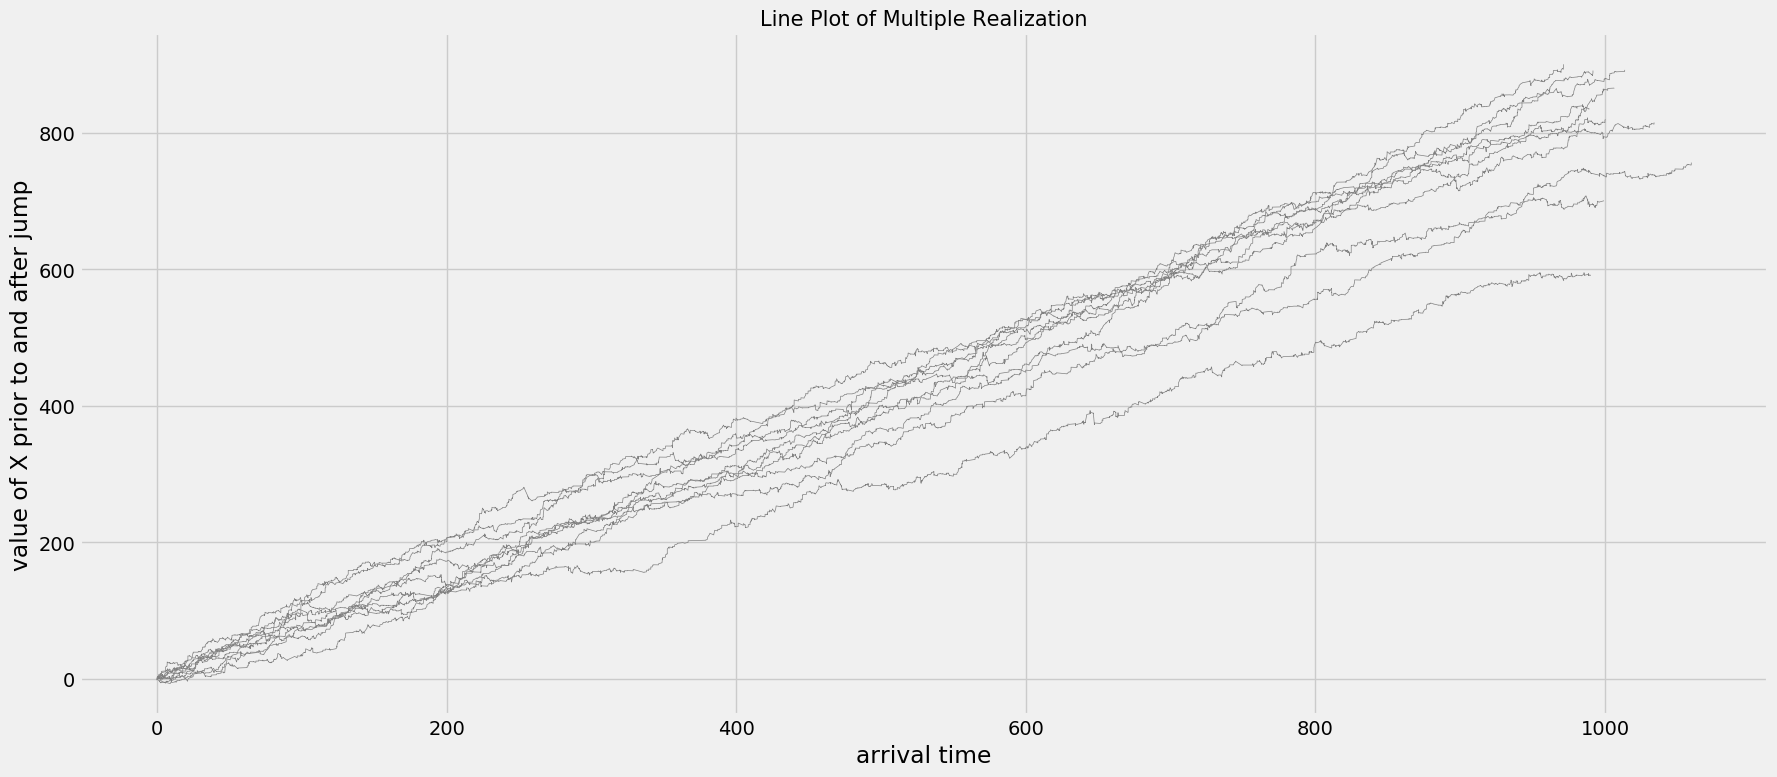 Line Plot of Multiple Realization
value of X prior to and after jump
800
600
400
200
0
0 200 400 600 800 1000
arrival time